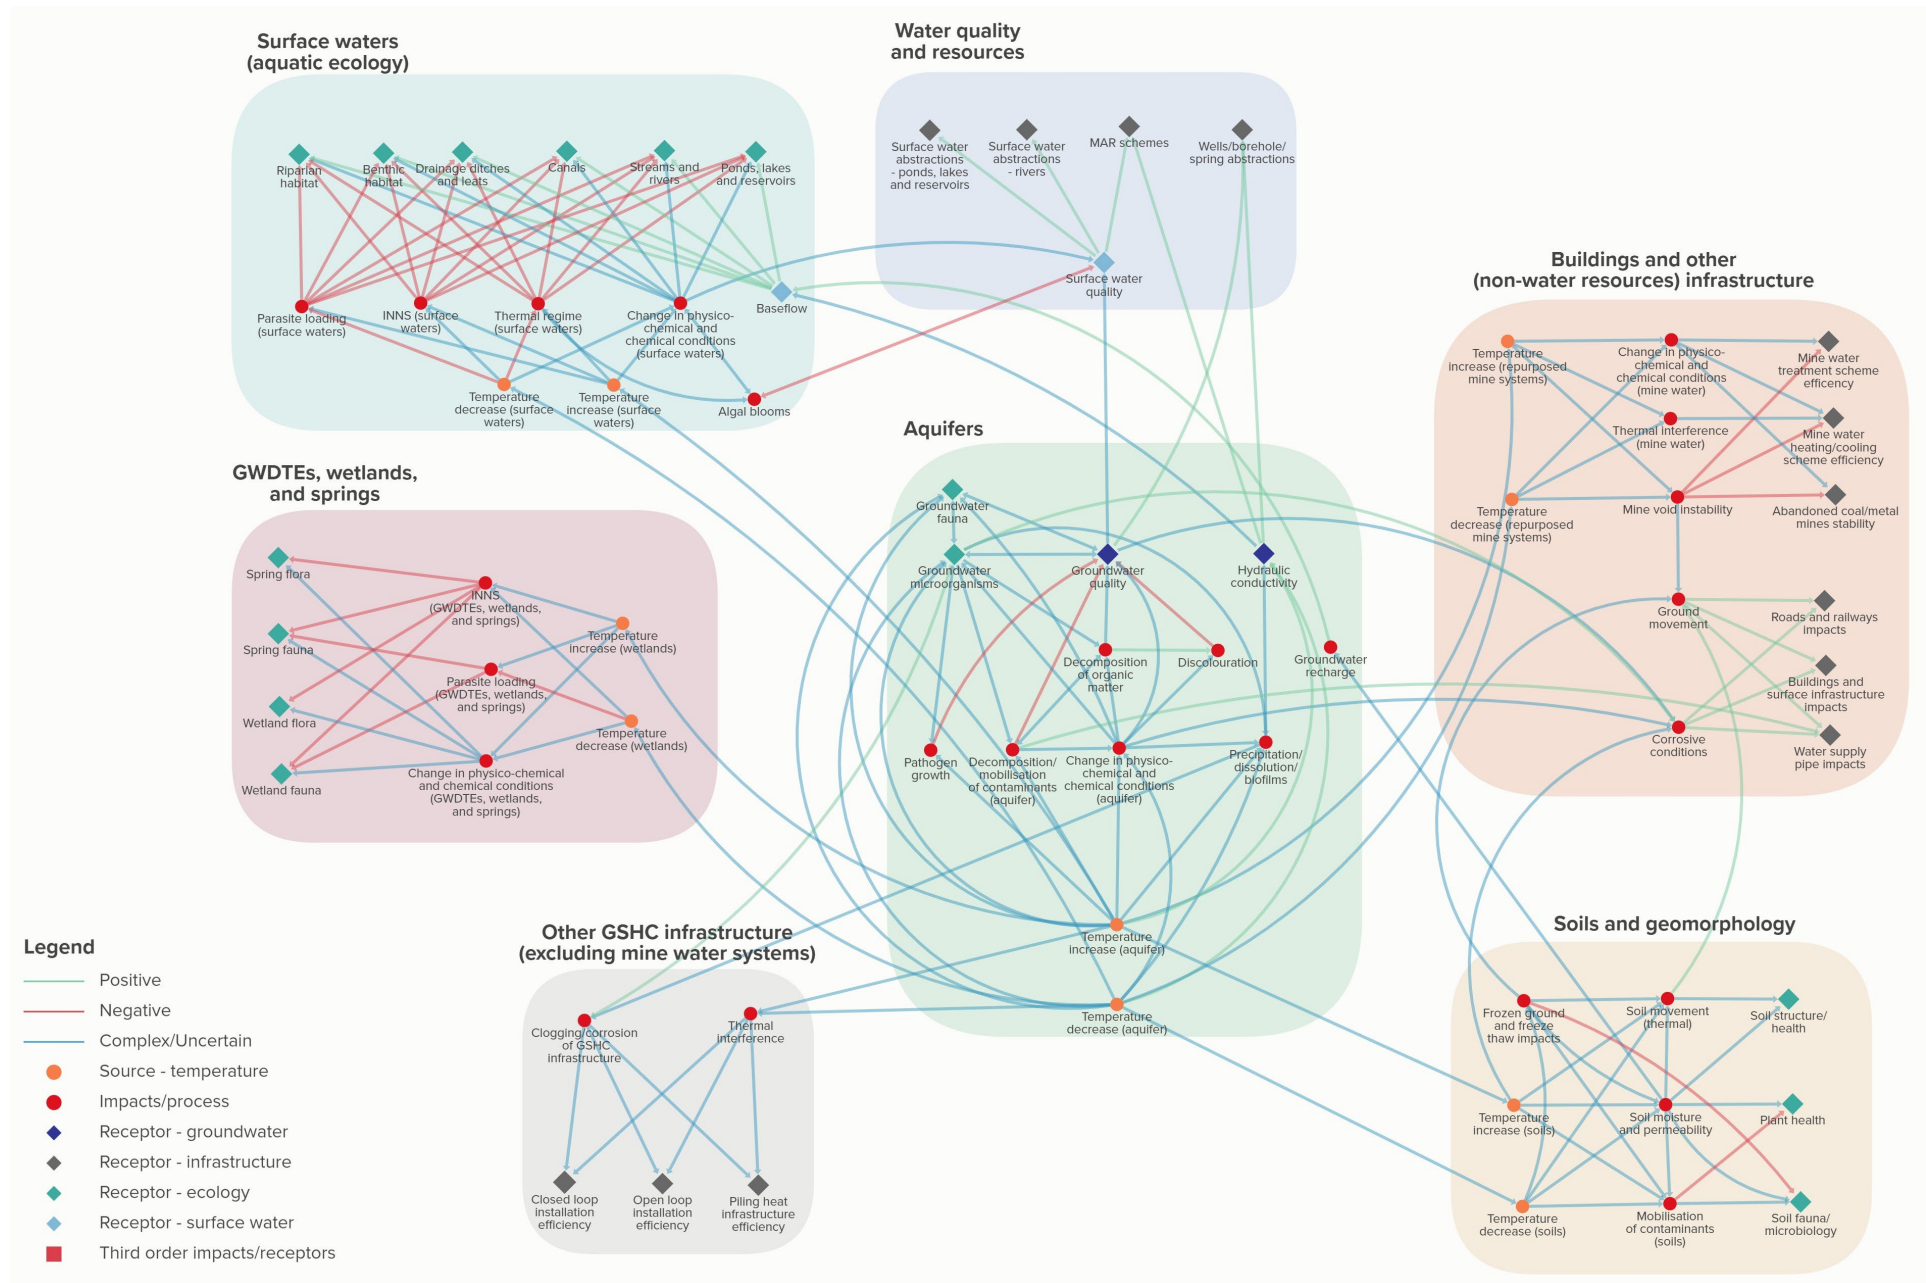 Surface waters
(aquatic ecology)
Riparian
habitat
Benthic
habitat
Drainage ditches
and leats
Canals
Streams and
rivers
Ponds, lakes
and reservoirs
Parasite loading
(surface waters)
INNS (surface
waters)
Thermal regime
(surface waters)
Change in physico-
chemical and
chemical conditions
(surface waters)
Baseflow
Temperature
decrease (surface
waters)
Temperature
increase (surface
waters)
Algal blooms
Water quality
and resources
Surface water
abstractions
- ponds, lakes
and reservoirs
Surface water
abstractions
- rivers
MAR schemes
Wells/borehole/
spring abstractions
Surface water
quality
Buildings and other
(non-water resources) infrastructure
Temperature
increase (repurposed
mine systems)
Change in physico-
chemical and
chemical conditions
(mine water)
Mine water
treatment scheme
efficency
Thermal interference
(mine water)
Mine water
heating/cooling
scheme efficiency
Temperature
decrease (repurposed
mine systems)
Mine void instability
Abandoned coal/metal
mines stability
Ground
movement
Roads and railways
impacts
Buildings and
surface infrastructure
impacts
Corrosive
conditions
Water supply
pipe impacts
GWDTEs, wetlands,
and springs
Spring flora
INNS
(GWDTEs, wetlands,
and springs)
Temperature
increase (wetlands)
Spring fauna
Parasite loading
(GWDTEs, wetlands,
and springs)
Wetland flora
Temperature
decrease (wetlands)
Wetland fauna
Change in physico-chemical
and chemical conditions
(GWDTEs, wetlands,
and springs)
Aquifers
Groundwater
fauna
Groundwater
microorganisms
Groundwater
quality
Hydraulic
conductivity
Decomposition
of organic
matter
Discolouration
Groundwater
recharge
Pathogen
growth
Decomposition/
mobilisation
of contaminants
(aquifer)
Change in physico-
chemical and
chemical conditions
(aquifer)
Precipitation/
dissolution/
biofilms
Temperature
increase (aquifer)
Temperature
decrease (aquifer)
Other GSHC infrastructure
(excluding mine water systems)
Clogging/corrosion
of GSHC
infrastructure
Thermal
interference
Closed loop
installation
efficiency
Open loop
installation
efficiency
Piling heat
infrastructure
efficiency
Soils and geomorphology
Frozen ground
and freeze
thaw impacts
Soil movement
(thermal)
Soil structure/
health
Temperature
increase (soils)
Soil moisture
and permeability
Plant health
Temperature
decrease (soils)
Mobilisation
of contaminants
(soils)
Soil fauna/
microbiology
Legend
Positive
Negative
Complex/Uncertain
Source - temperature
Impacts/process
Receptor - groundwater
Receptor - infrastructure
Receptor - ecology
Receptor - surface water
Third order impacts/receptors